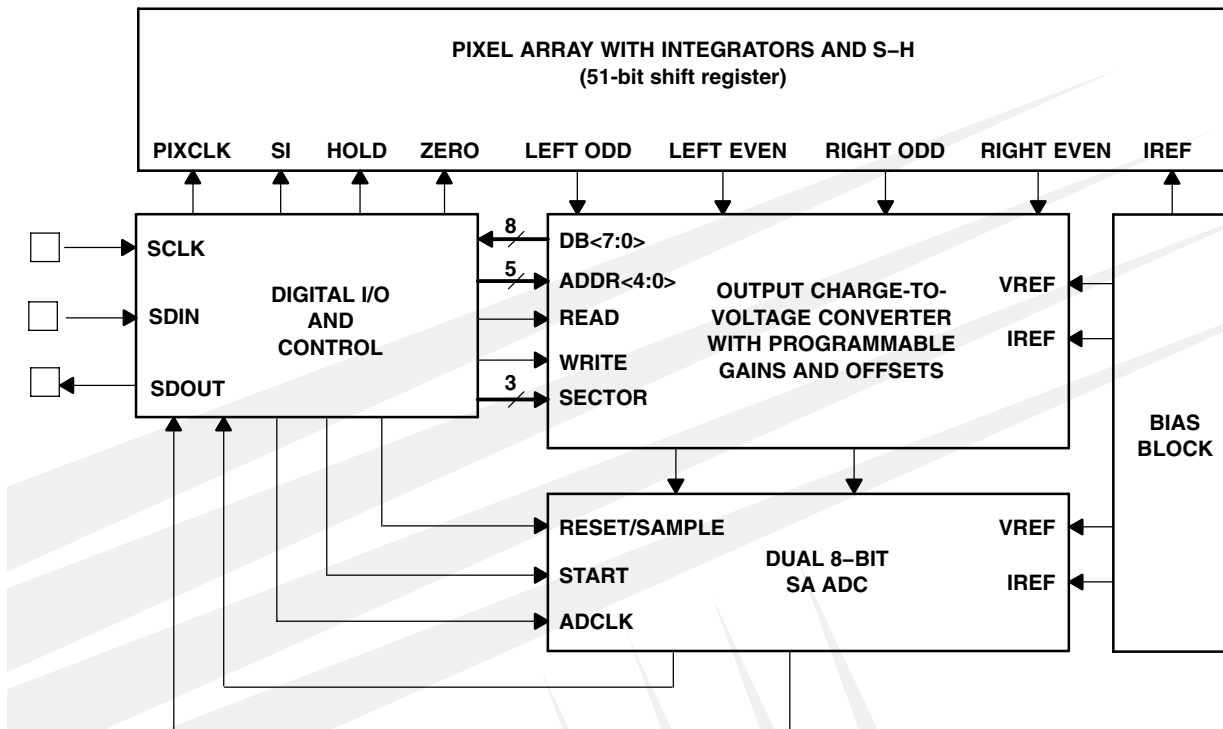 PIXEL ARRAY WITH INTEGRATORS AND S–H
(51-bit shift register)
PIXCLK SI HOLD ZERO LEFT ODD LEFT EVEN RIGHT ODD RIGHT EVEN IREF
SCLK
SDIN
SDOUT
DIGITAL I/O
AND
CONTROL
8
5
3
DB<7:0>
ADDR<4:0>
READ
WRITE
SECTOR
OUTPUT CHARGE-TO-
VOLTAGE CONVERTER
WITH PROGRAMMABLE
GAINS AND OFFSETS
VREF
IREF
BIAS
BLOCK
RESET/SAMPLE
START
ADCLK
DUAL 8–BIT
SA ADC
VREF
IREF